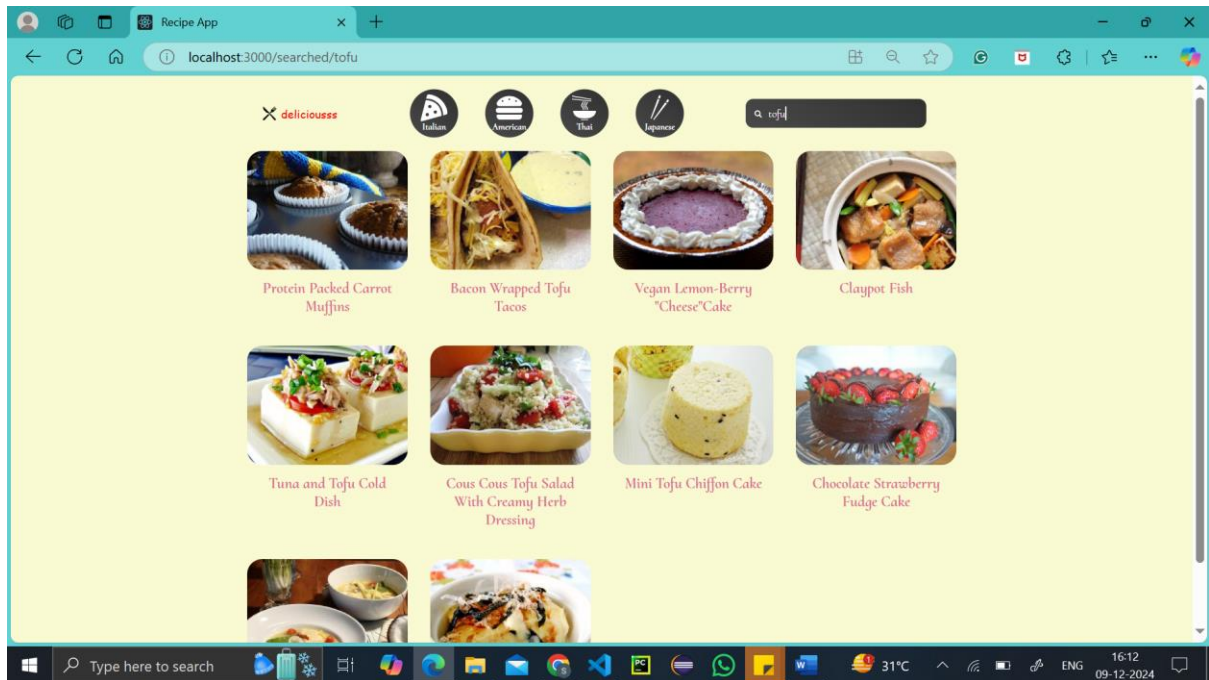 Recipe App
localhost:3000/searched/tofu
deliciousss
Italian
American
Thai
Japanese
tofu
Protein Packed Carrot
Muffins
Bacon Wrapped Tofu
Tacos
Vegan Lemon-Berry
"Cheese"Cake
Claypot Fish
Tuna and Tofu Cold
Dish
Cous Cous Tofu Salad
With Creamy Herb
Dressing
Mini Tofu Chiffon Cake
Chocolate Strawberry
Fudge Cake
Type here to search
31°C
ENG
16:12
09-12-2024